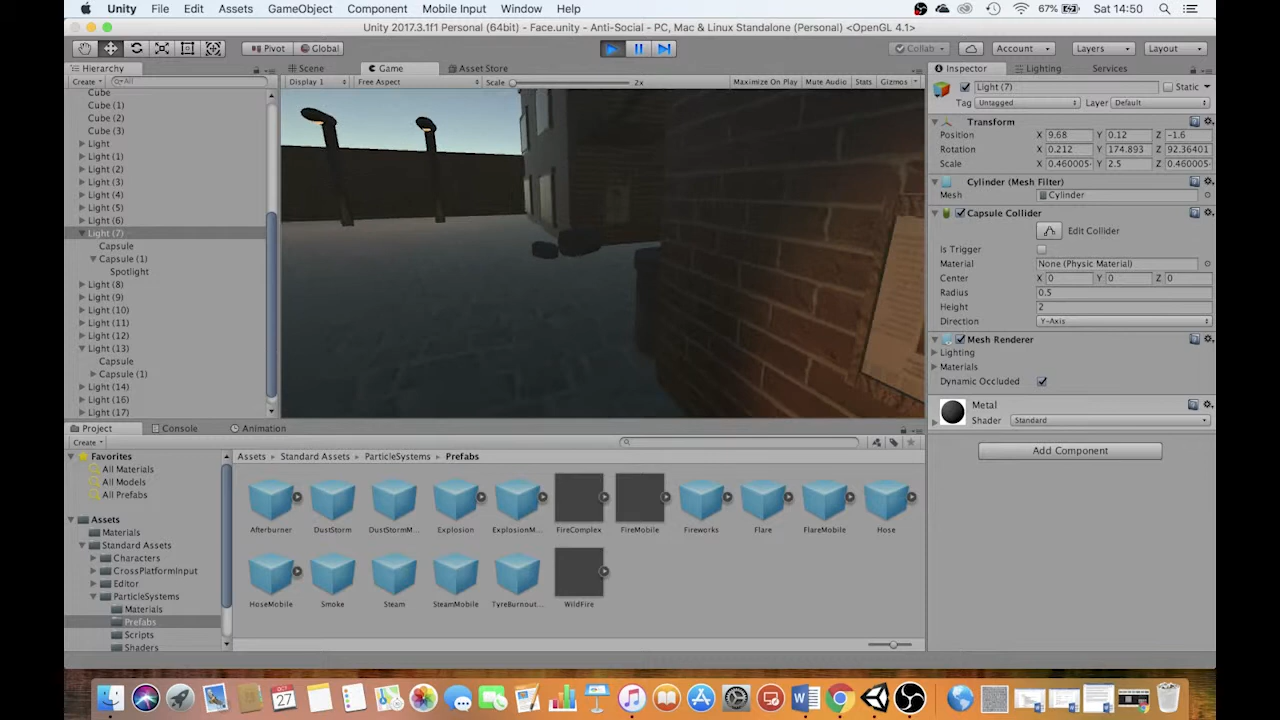 Unity File Edit Assets GameObject Component Mobile Input Window Help 67% Sat 14:50
Unity 2017.3.1f1 Personal (64bit) - Face.unity - Anti-Social - PC, Mac & Linux Standalone (Personal) <OpenGL 4.1>
Pivot Global Collab Account Layers Layout
Hierarchy
Create All
Cube
Cube (1)
Cube (2)
Cube (3)
Light
Light (1)
Light (2)
Light (3)
Light (4)
Light (5)
Light (6)
Light (7)
Capsule
Capsule (1)
Spotlight
Light (8)
Light (9)
Light (10)
Light (11)
Light (12)
Light (13)
Capsule
Capsule (1)
Light (14)
Light (16)
Light (17)
Scene Game Asset Store
Display 1 Free Aspect Scale 2x Maximize On Play Mute Audio Stats Gizmos
Inspector Lighting Services
Light (7) Static
Tag Untagged Layer Default
Transform
Position X 9.68 Y 0.12 Z -1.6
Rotation X 0.212 Y 174.893 Z 92.36401
Scale X 0.460005 Y 2.5 Z 0.460005
Cylinder (Mesh Filter)
Mesh Cylinder
Capsule Collider
Edit Collider
Is Trigger
Material None (Physic Material)
Center X 0 Y 0 Z 0
Radius 0.5
Height 2
Direction Y-Axis
Mesh Renderer
Lighting
Materials
Dynamic Occluded
Metal
Shader Standard
Add Component
Project Console Animation
Create
Favorites
All Materials
All Models
All Prefabs
Assets
Materials
Standard Assets
Characters
CrossPlatformInput
Editor
ParticleSystems
Materials
Prefabs
Scripts
Shaders
Assets Standard Assets ParticleSystems Prefabs
Afterburner DustStorm DustStormM... Explosion ExplosionM... FireComplex FireMobile Fireworks Flare FlareMobile Hose
HoseMobile Smoke Steam SteamMobile TyreBurnout... WildFire
OCT
27